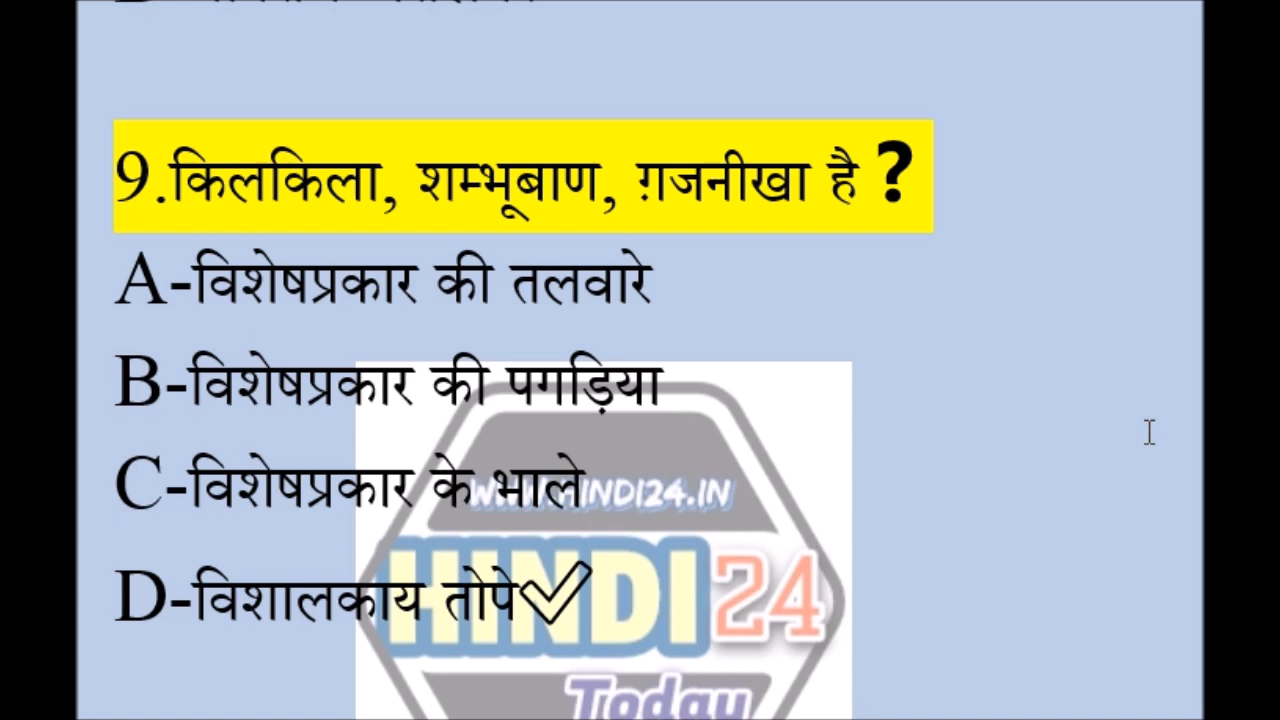 9.किलकिला, शम्भूबाण, ग़जनीखा है ?
A-विशेषप्रकार की तलवारे
B-विशेषप्रकार की पगड़िया
C-विशेषप्रकार के भाले
WWW.HINDI24.IN
D-विशालकाय तोपे✓
HINDI24
Today